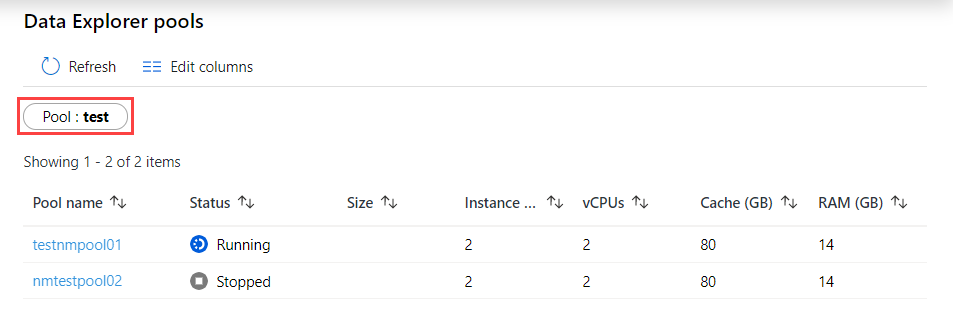 Data Explorer pools
Refresh Edit columns
Pool : test
Showing 1 - 2 of 2 items
Pool name Status Size Instance ... vCPUs Cache (GB) RAM (GB)
testnmpool01 Running 2 2 80 14
nmtestpool02 Stopped 2 2 80 14